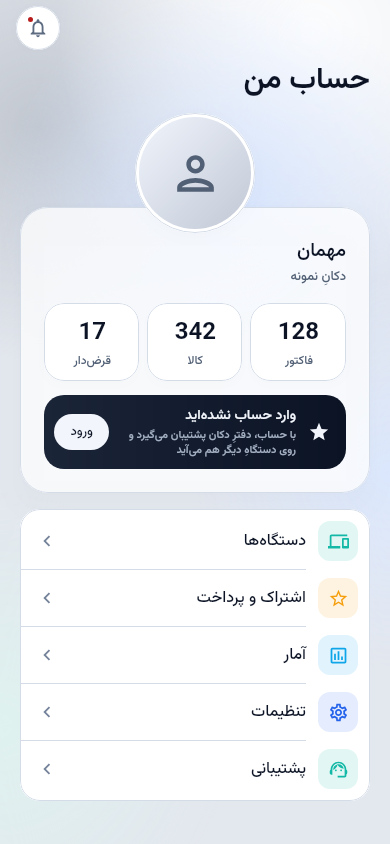 حساب من
مهمان
دکانِ نمونه
128
فاکتور
342
کالا
17
قرض‌دار
وارد حساب نشده‌اید
با حساب، دفترِ دکان پشتیبان می‌گیرد و
روی دستگاهِ دیگر هم می‌آید
ورود
دستگاه‌ها
اشتراک و پرداخت
آمار
تنظیمات
پشتیبانی